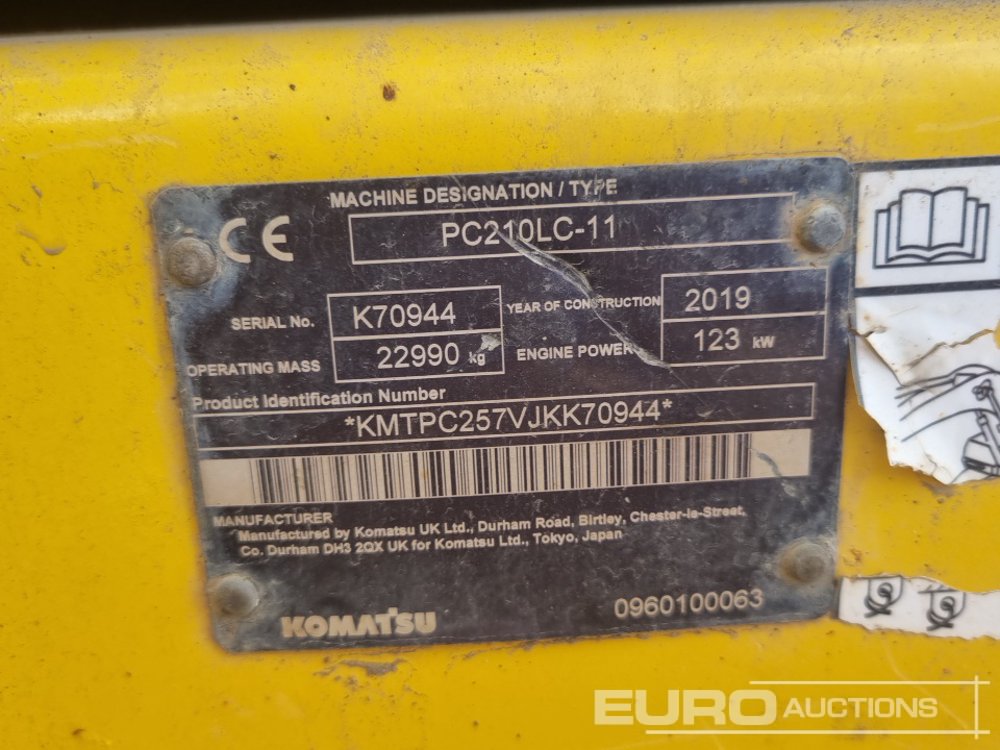 MACHINE DESIGNATION / TYPE
CE
PC210LC-11
SERIAL No. K70944 YEAR OF CONSTRUCTION 2019
OPERATING MASS 22990 kg ENGINE POWER 123 kW
Product Identification Number
*KMTPC257VJKK70944*
MANUFACTURER
Manufactured by Komatsu UK Ltd., Durham Road, Birtley, Chester-le-Street,
Co. Durham DH3 2QX UK for Komatsu Ltd., Tokyo, Japan
KOMATSU 0960100063
EURO AUCTIONS